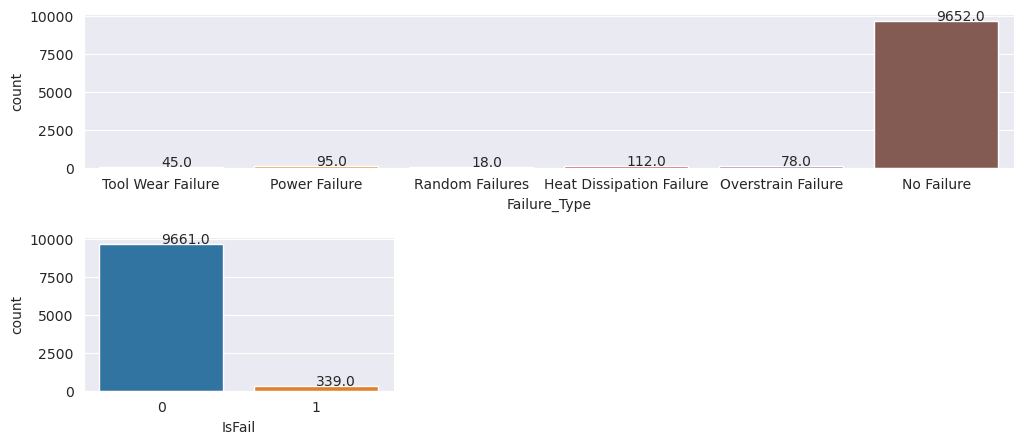 10000
7500
5000
2500
0
count
45.0
95.0
18.0
112.0
78.0
9652.0
Tool Wear Failure
Power Failure
Random Failures
Heat Dissipation Failure
Overstrain Failure
No Failure
Failure_Type
10000
7500
5000
2500
0
count
9661.0
339.0
0
1
IsFail